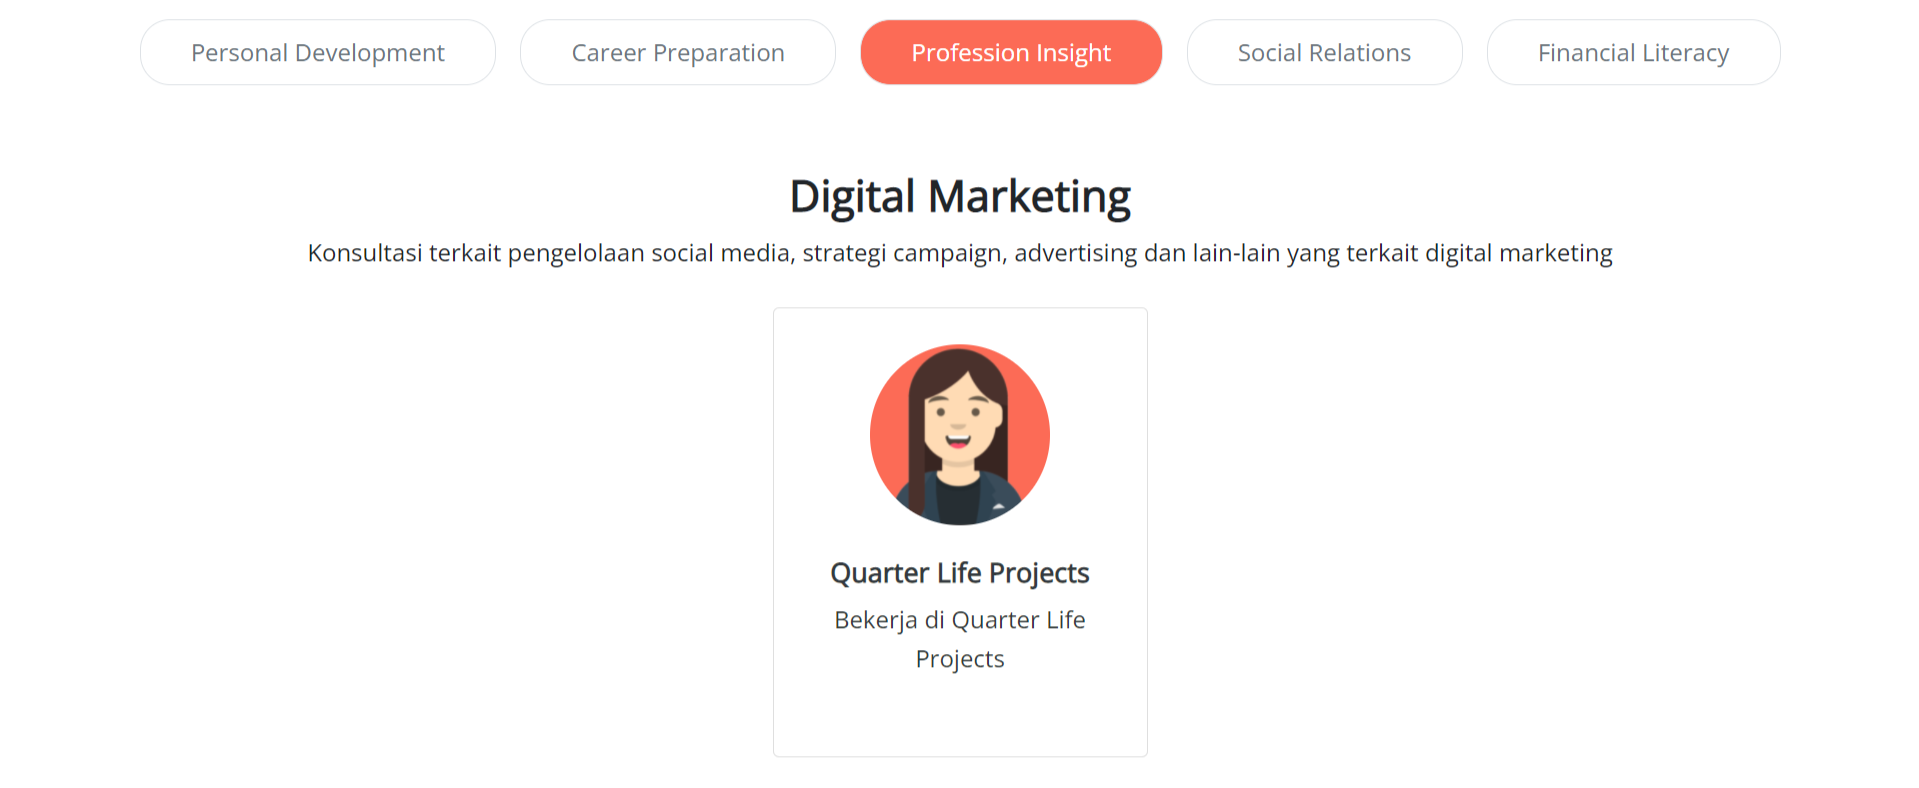 Personal Development
Career Preparation
Profession Insight
Social Relations
Financial Literacy
Digital Marketing
Konsultasi terkait pengelolaan social media, strategi campaign, advertising dan lain-lain yang terkait digital marketing
Quarter Life Projects
Bekerja di Quarter Life
Projects